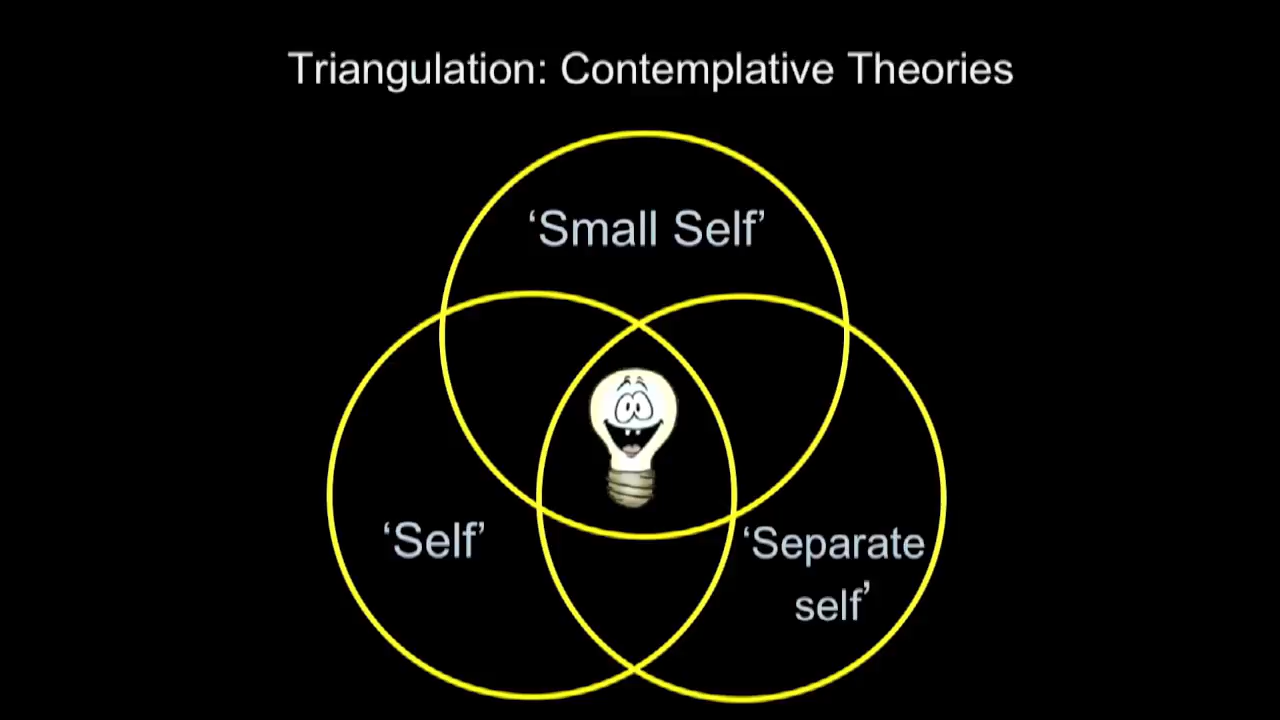 Triangulation: Contemplative Theories
‘Small Self’
‘Self’
‘Separate
self’